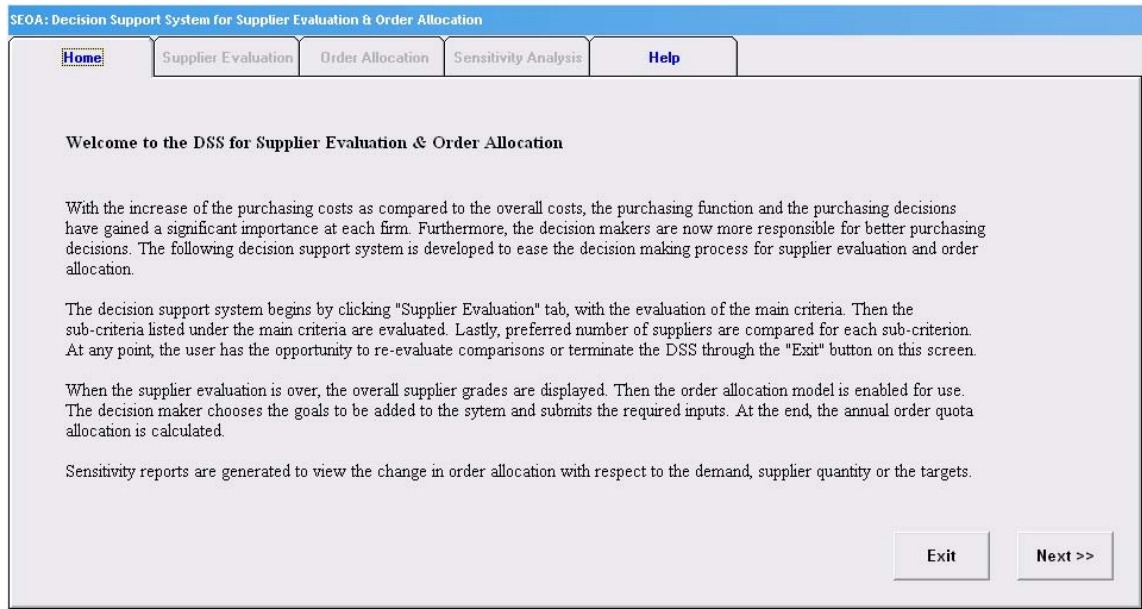 SEOA: Decision Support System for Supplier Evaluation & Order Allocation
Home Supplier Evaluation Order Allocation Sensitivity Analysis Help
Welcome to the DSS for Supplier Evaluation & Order Allocation
With the increase of the purchasing costs as compared to the overall costs, the purchasing function and the purchasing decisions
have gained a significant importance at each firm. Furthermore, the decision makers are now more responsible for better purchasing
decisions. The following decision support system is developed to ease the decision making process for supplier evaluation and order
allocation.
The decision support system begins by clicking "Supplier Evaluation" tab, with the evaluation of the main criteria. Then the
sub-criteria listed under the main criteria are evaluated. Lastly, preferred number of suppliers are compared for each sub-criterion.
At any point, the user has the opportunity to re-evaluate comparisons or terminate the DSS through the "Exit" button on this screen.
When the supplier evaluation is over, the overall supplier grades are displayed. Then the order allocation model is enabled for use.
The decision maker chooses the goals to be added to the sytem and submits the required inputs. At the end, the annual order quota
allocation is calculated.
Sensitivity reports are generated to view the change in order allocation with respect to the demand, supplier quantity or the targets.
Exit Next >>